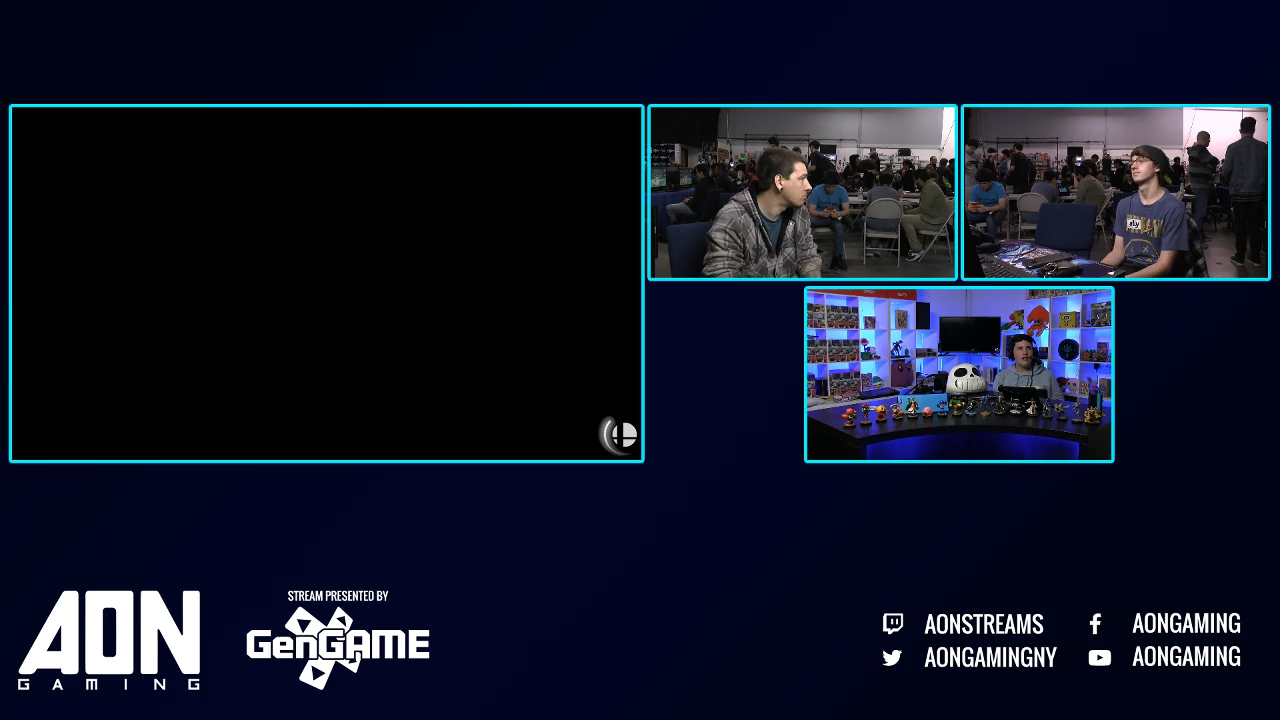 AON
GAMING
STREAM PRESENTED BY
GENGAME
AONSTREAMS
AONGAMING
AONGAMINGNY
AONGAMING